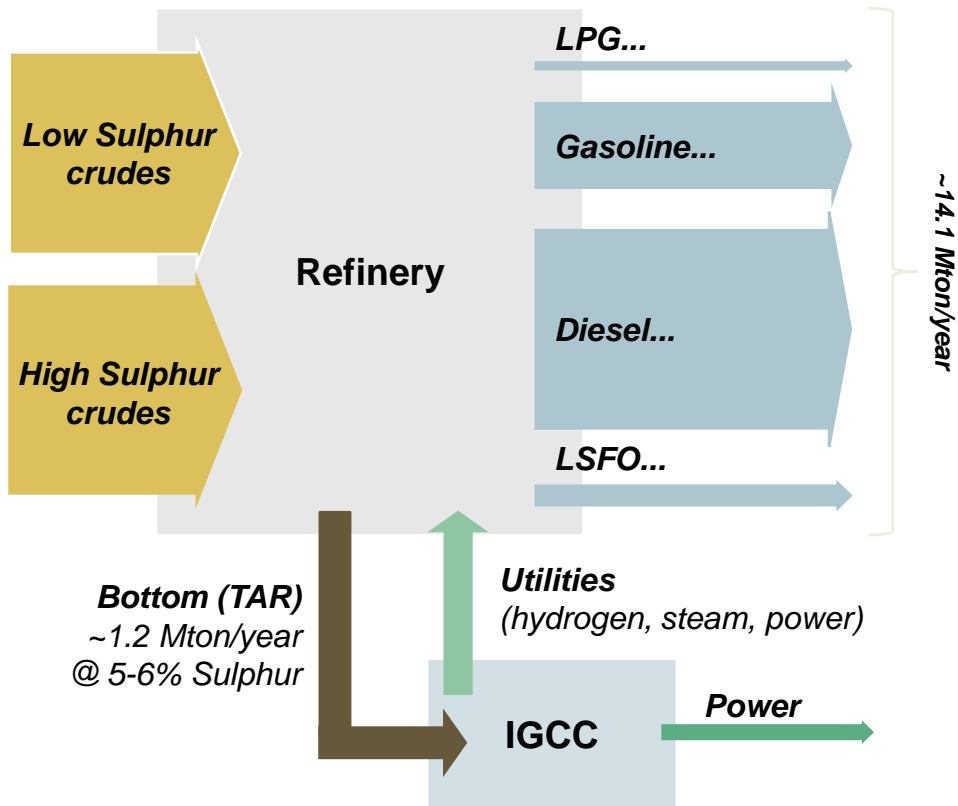 LPG...
Low Sulphur
crudes
Gasoline...
~14.1 Mton/year
Refinery
Diesel...
High Sulphur
crudes
LSFO...
Bottom (TAR)
~1.2 Mton/year
@ 5-6% Sulphur
Utilities
(hydrogen, steam, power)
IGCC
Power